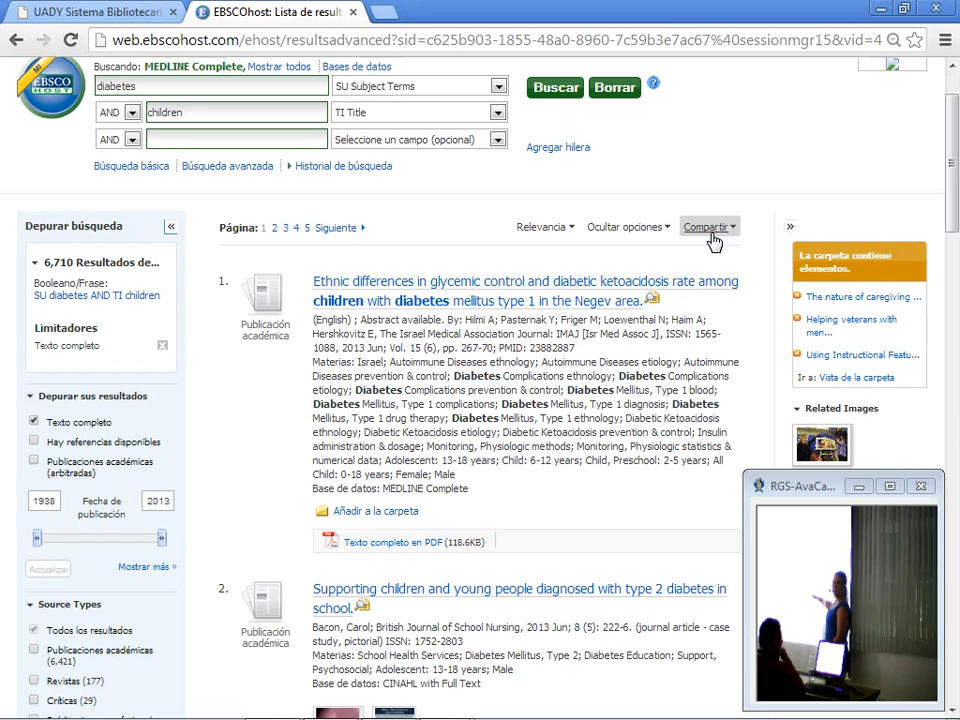 UADY Sistema Bibliotecari
EBSCOhost: Lista de result
web.ebscohost.com/ehost/resultsadvanced?sid=c625b903-1855-48a0-8960-7c59b3e7ac67%40sessionmgr15&vid=4
MI
EBSCO
HOST
Buscando: MEDLINE Complete, Mostrar todos
Bases de datos
diabetes
SU Subject Terms
Buscar
Borrar
?
AND
children
TI Title
AND
Seleccione un campo (opcional)
Agregar hilera
Búsqueda básica
Búsqueda avanzada
Historial de búsqueda
Depurar búsqueda
«
6,710 Resultados de...
Booleano/Frase:
SU diabetes AND TI children
Limitadores
Texto completo
Depurar sus resultados
Texto completo
Hay referencias disponibles
Publicaciones académicas
(arbitradas)
1938
Fecha de
publicación
2013
Actualizar
Mostrar más »
Source Types
Todos los resultados
Publicaciones académicas
(6,421)
Revistas (177)
Críticas (29)
Página: 1 2 3 4 5 Siguiente
Relevancia
Ocultar opciones
Compartir
1.
Publicación
académica
Ethnic differences in glycemic control and diabetic ketoacidosis rate among
children with diabetes mellitus type 1 in the Negev area.
(English) ; Abstract available. By: Hilmi A; Pasternak Y; Friger M; Loewenthal N; Haim A;
Hershkovitz E, The Israel Medical Association Journal: IMAJ [Isr Med Assoc J], ISSN: 1565-
1088, 2013 Jun; Vol. 15 (6), pp. 267-70; PMID: 23882887
Materias: Israel; Autoimmune Diseases ethnology; Autoimmune Diseases etiology; Autoimmune
Diseases prevention & control; Diabetes Complications ethnology; Diabetes Complications
etiology; Diabetes Complications prevention & control; Diabetes Mellitus, Type 1 blood;
Diabetes Mellitus, Type 1 complications; Diabetes Mellitus, Type 1 diagnosis; Diabetes
Mellitus, Type 1 drug therapy; Diabetes Mellitus, Type 1 ethnology; Diabetic Ketoacidosis
ethnology; Diabetic Ketoacidosis etiology; Diabetic Ketoacidosis prevention & control; Insulin
administration & dosage; Monitoring, Physiologic methods; Monitoring, Physiologic statistics &
numerical data; Adolescent: 13-18 years; Child: 6-12 years; Child, Preschool: 2-5 years; All
Child: 0-18 years; Female; Male
Base de datos: MEDLINE Complete
Añadir a la carpeta
Texto completo en PDF (118.6KB)
2.
Publicación
académica
Supporting children and young people diagnosed with type 2 diabetes in
school.
Bacon, Carol; British Journal of School Nursing, 2013 Jun; 8 (5): 222-6. (journal article - case
study, pictorial) ISSN: 1752-2803
Materias: School Health Services; Diabetes Mellitus, Type 2; Diabetes Education; Support,
Psychosocial; Adolescent: 13-18 years; Male
Base de datos: CINAHL with Full Text
»
La carpeta contiene
elementos.
The nature of caregiving ...
Helping veterans with
men...
Using Instructional Featu...
Ir a: Vista de la carpeta
Related Images
RGS-AvaCa...